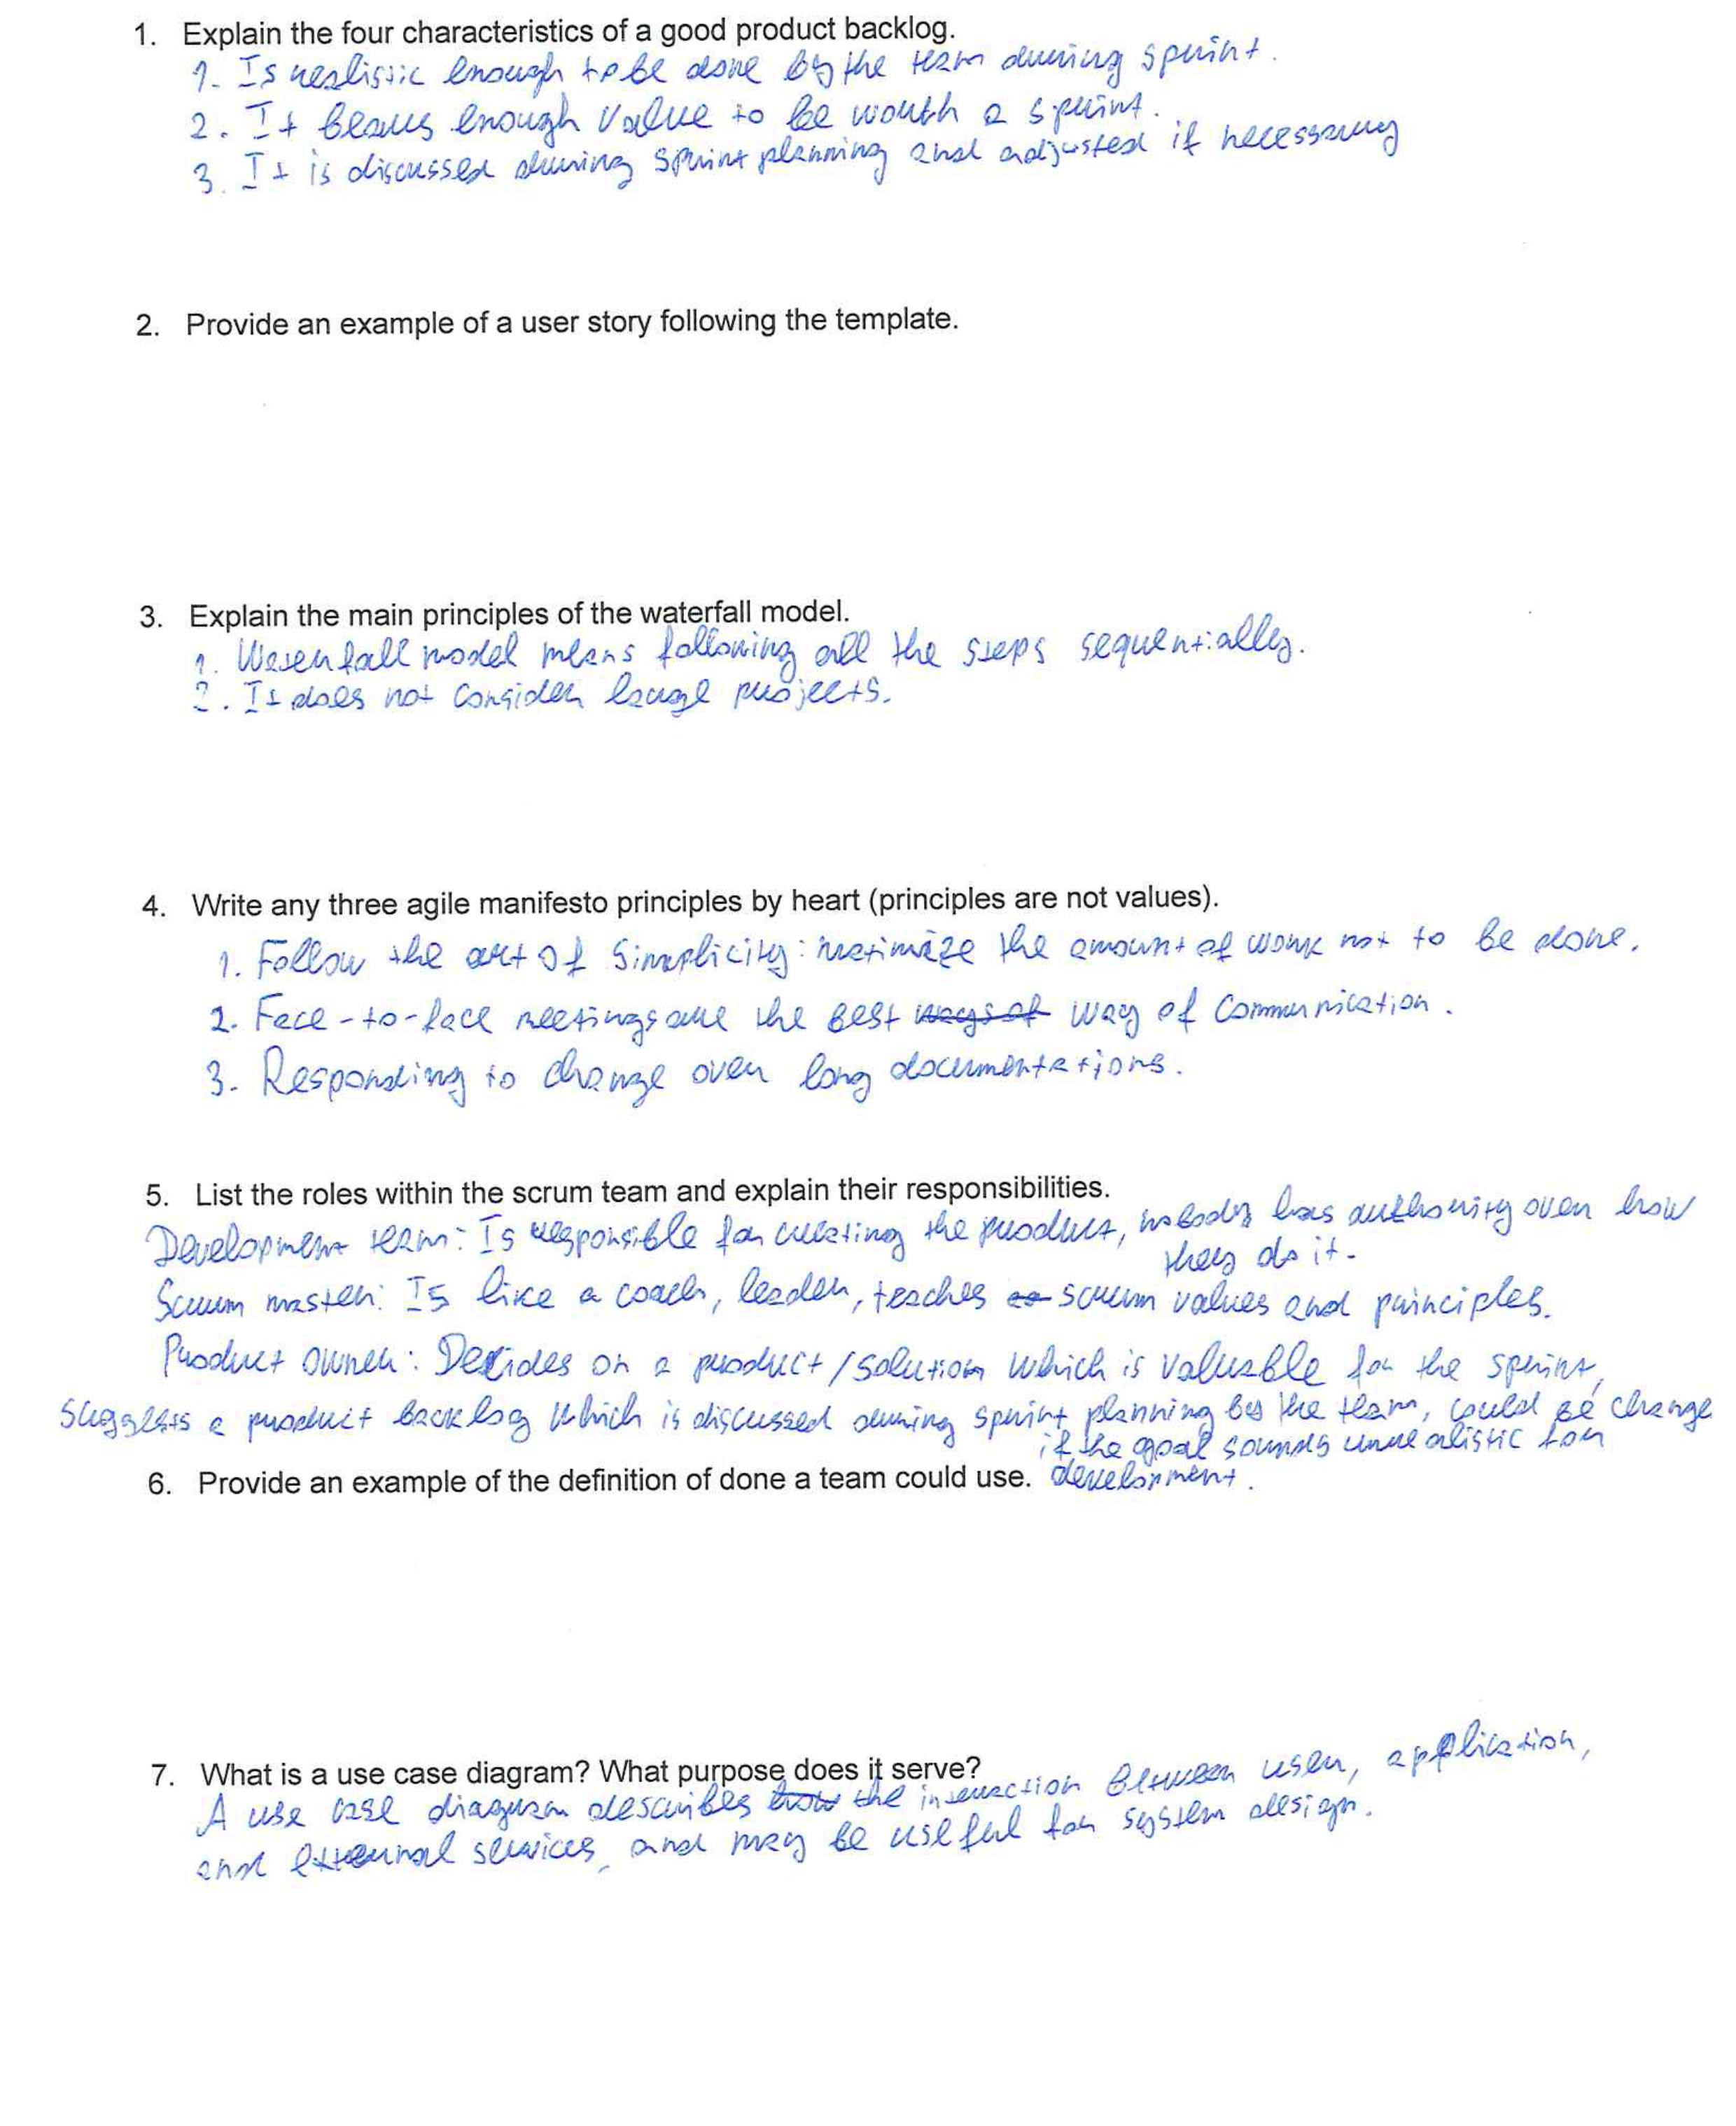 1. Explain the four characteristics of a good product backlog.
1. Is realistic enough to be done by the team during sprint.
2. It bears enough value to be worth a sprint.
3. It is discussed during sprint planning and adjusted if necessary
2. Provide an example of a user story following the template.
3. Explain the main principles of the waterfall model.
1. Waterfall model means following all the steps sequentially.
2. It does not consider large projects.
4. Write any three agile manifesto principles by heart (principles are not values).
1. Follow the art of simplicity: maximize the amount of work not to be done.
2. Face-to-face meetings are the best ways of way of communication.
3. Responding to change over long documentations.
5. List the roles within the scrum team and explain their responsibilities.
Development team: Is responsible for creating the product, nobody has authority over how
they do it.
Scrum master: Is like a coach, leader, teaches scrum values and principles.
Product owner: Decides on a product/solution which is valuable for the sprint,
suggests a product backlog which is discussed during sprint planning by the team, could be change
if the goal sounds unrealistic for
development.
6. Provide an example of the definition of done a team could use.
7. What is a use case diagram? What purpose does it serve?
A use case diagram describes how the interaction between user, application,
and external services, and may be useful for system design.